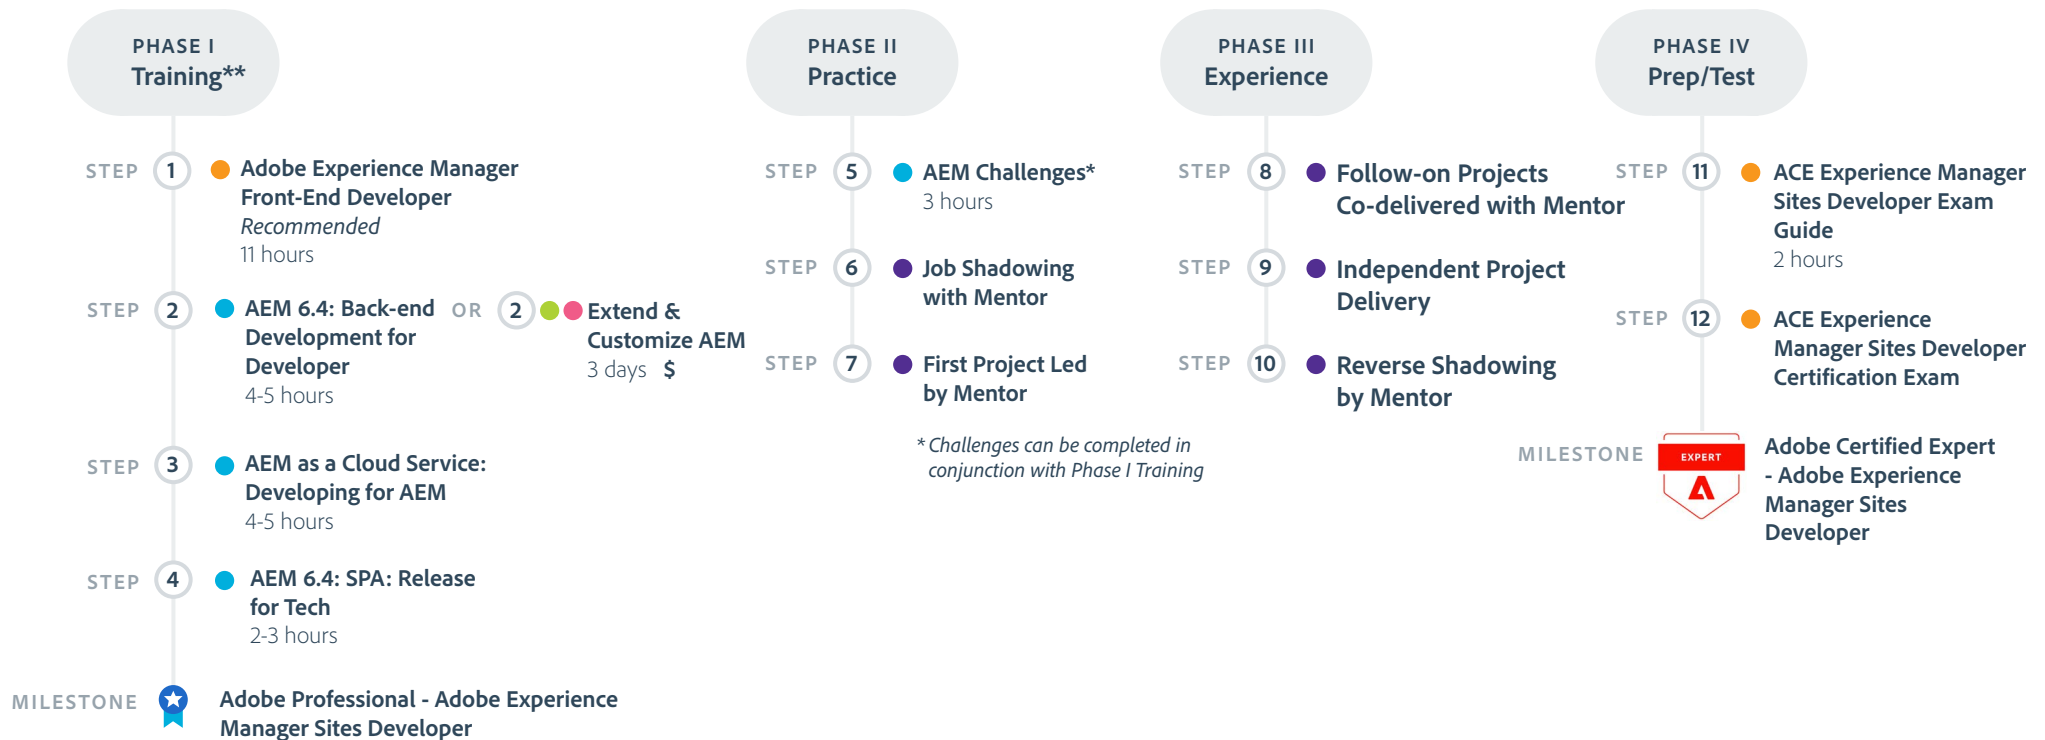 PHASE I
Training**
STEP 1 Adobe Experience Manager
Front-End Developer
Recommended
11 hours
STEP 2 AEM 6.4: Back-end
Development for
Developer
4-5 hours
OR 2 Extend &
Customize AEM
3 days $
STEP 3 AEM as a Cloud Service:
Developing for AEM
4-5 hours
STEP 4 AEM 6.4: SPA: Release
for Tech
2-3 hours
MILESTONE Adobe Professional - Adobe Experience
Manager Sites Developer
PHASE II
Practice
STEP 5 AEM Challenges*
3 hours
STEP 6 Job Shadowing
with Mentor
STEP 7 First Project Led
by Mentor
* Challenges can be completed in
conjunction with Phase I Training
PHASE III
Experience
STEP 8 Follow-on Projects
Co-delivered with Mentor
STEP 9 Independent Project
Delivery
STEP 10 Reverse Shadowing
by Mentor
PHASE IV
Prep/Test
STEP 11 ACE Experience Manager
Sites Developer Exam
Guide
2 hours
STEP 12 ACE Experience
Manager Sites Developer
Certification Exam
MILESTONE EXPERT Adobe Certified Expert
- Adobe Experience
Manager Sites
Developer